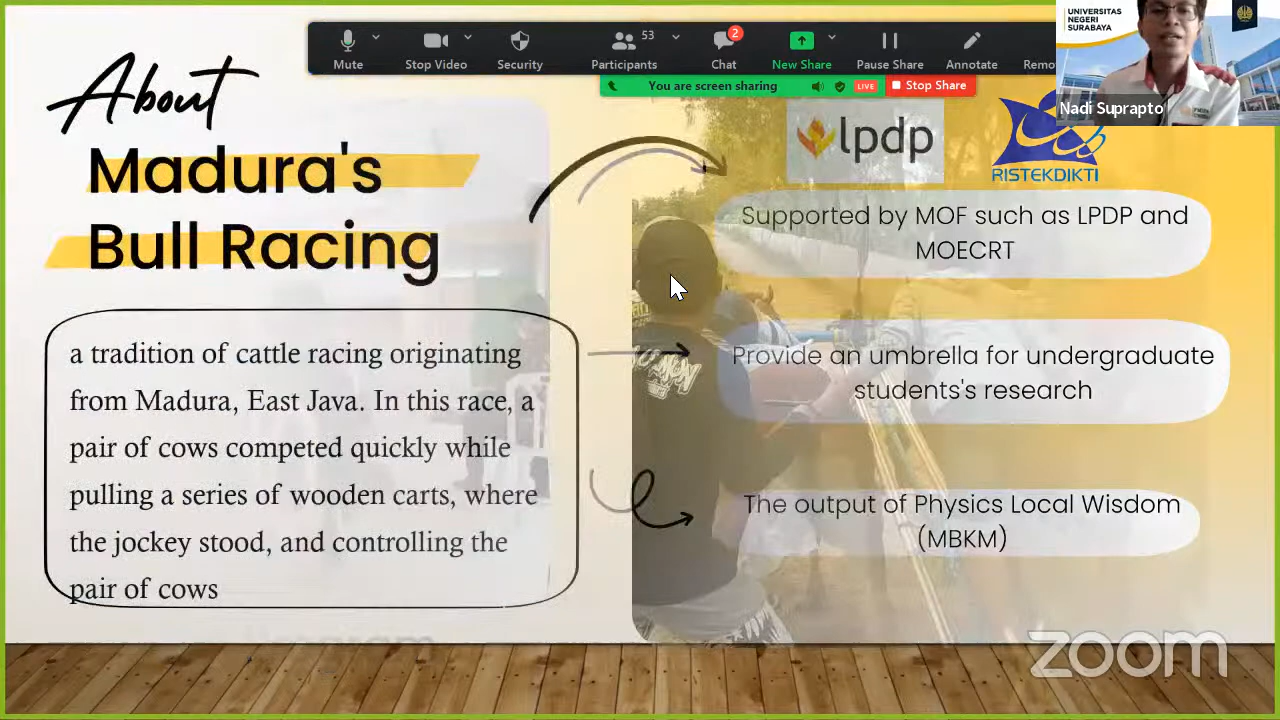 Mute
Stop Video
Security
53
Participants
2
Chat
New Share
Pause Share
Annotate
Remo
You are screen sharing
LIVE
Stop Share
UNIVERSITAS
NEGERI
SURABAYA
Nadi Suprapto
About
Madura's
Bull Racing
a tradition of cattle racing originating
from Madura, East Java. In this race, a
pair of cows competed quickly while
pulling a series of wooden carts, where
the jockey stood, and controlling the
pair of cows
lpdp
RISTEKDIKTI
Supported by MOF such as LPDP and
MOECRT
Provide an umbrella for undergraduate
students's research
The output of Physics Local Wisdom
(MBKM)
zoom